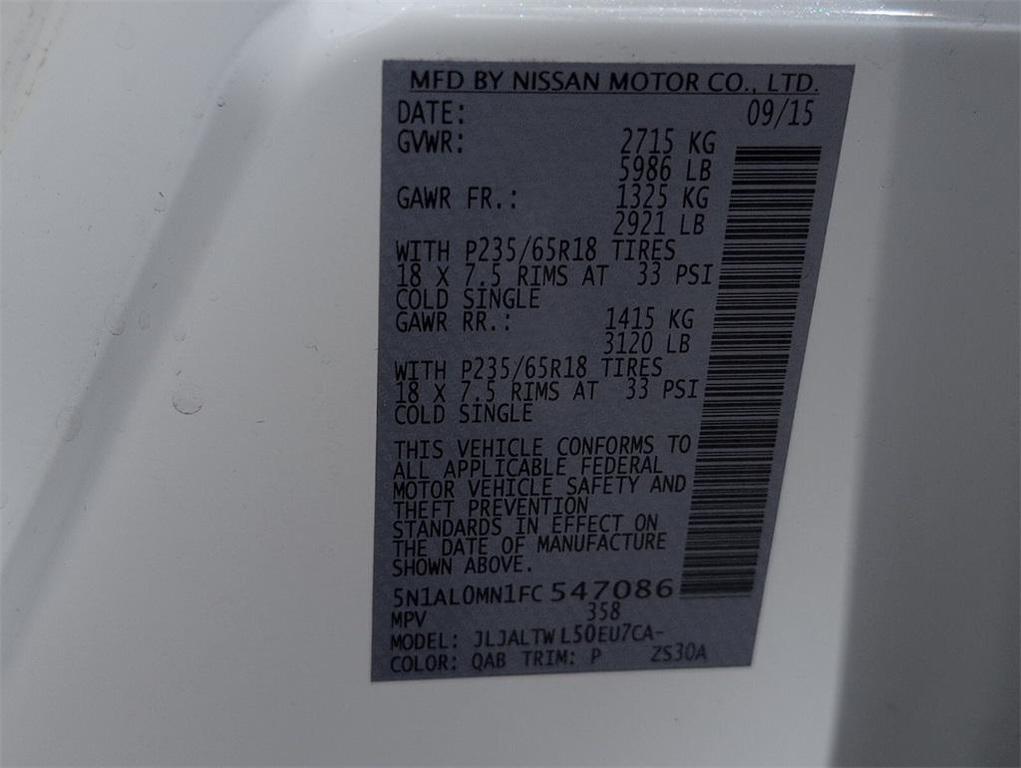 MFD BY NISSAN MOTOR CO., LTD.
DATE: 09/15
GVWR: 2715 KG
5986 LB
GAWR FR.: 1325 KG
2921 LB
WITH P235/65R18 TIRES
18 X 7.5 RIMS AT 33 PSI
COLD SINGLE
GAWR RR.: 1415 KG
3120 LB
WITH P235/65R18 TIRES
18 X 7.5 RIMS AT 33 PSI
COLD SINGLE
THIS VEHICLE CONFORMS TO
ALL APPLICABLE FEDERAL
MOTOR VEHICLE SAFETY AND
THEFT PREVENTION
STANDARDS IN EFFECT ON
THE DATE OF MANUFACTURE
SHOWN ABOVE.
5N1AL0MN1FC547086
MPV 358
MODEL: JLJALTWL50EU7CA-
COLOR: QAB TRIM: P ZS30A